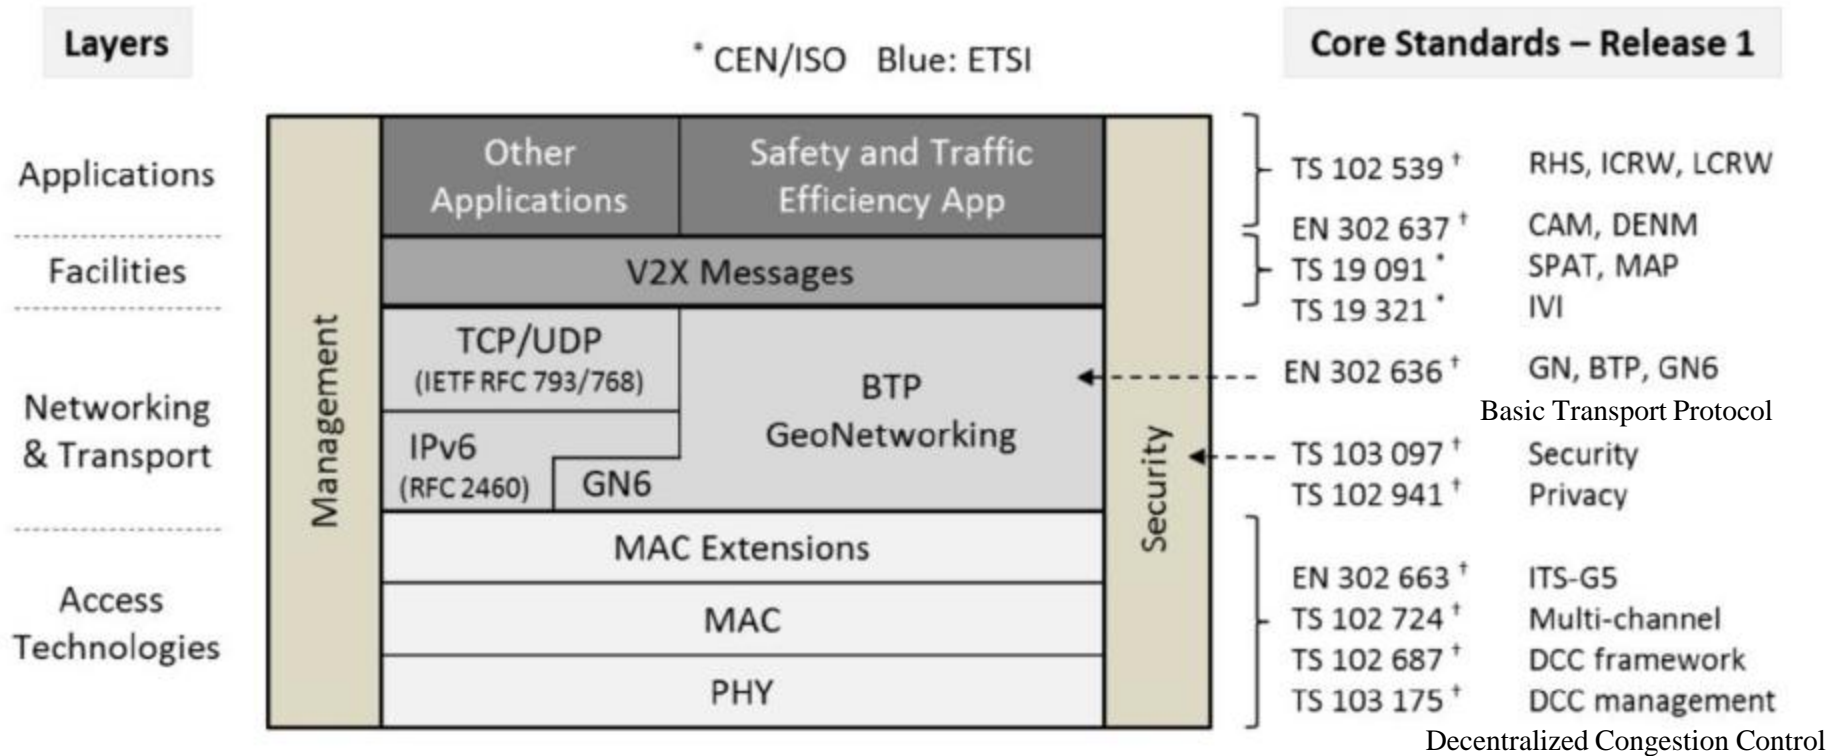 Layers
* CEN/ISO Blue: ETSI
Core Standards – Release 1
Applications
Facilities
Networking
& Transport
Access
Technologies
Management
Other
Applications
Safety and Traffic
Efficiency App
V2X Messages
TCP/UDP
(IETF RFC 793/768)
IPv6
(RFC 2460)
GN6
BTP
GeoNetworking
MAC Extensions
MAC
PHY
Security
TS 102 539 † RHS, ICRW, LCRW
EN 302 637 † CAM, DENM
TS 19 091 * SPAT, MAP
TS 19 321 * IVI
EN 302 636 † GN, BTP, GN6
Basic Transport Protocol
TS 103 097 † Security
TS 102 941 † Privacy
EN 302 663 † ITS-G5
TS 102 724 † Multi-channel
TS 102 687 † DCC framework
TS 103 175 † DCC management
Decentralized Congestion Control